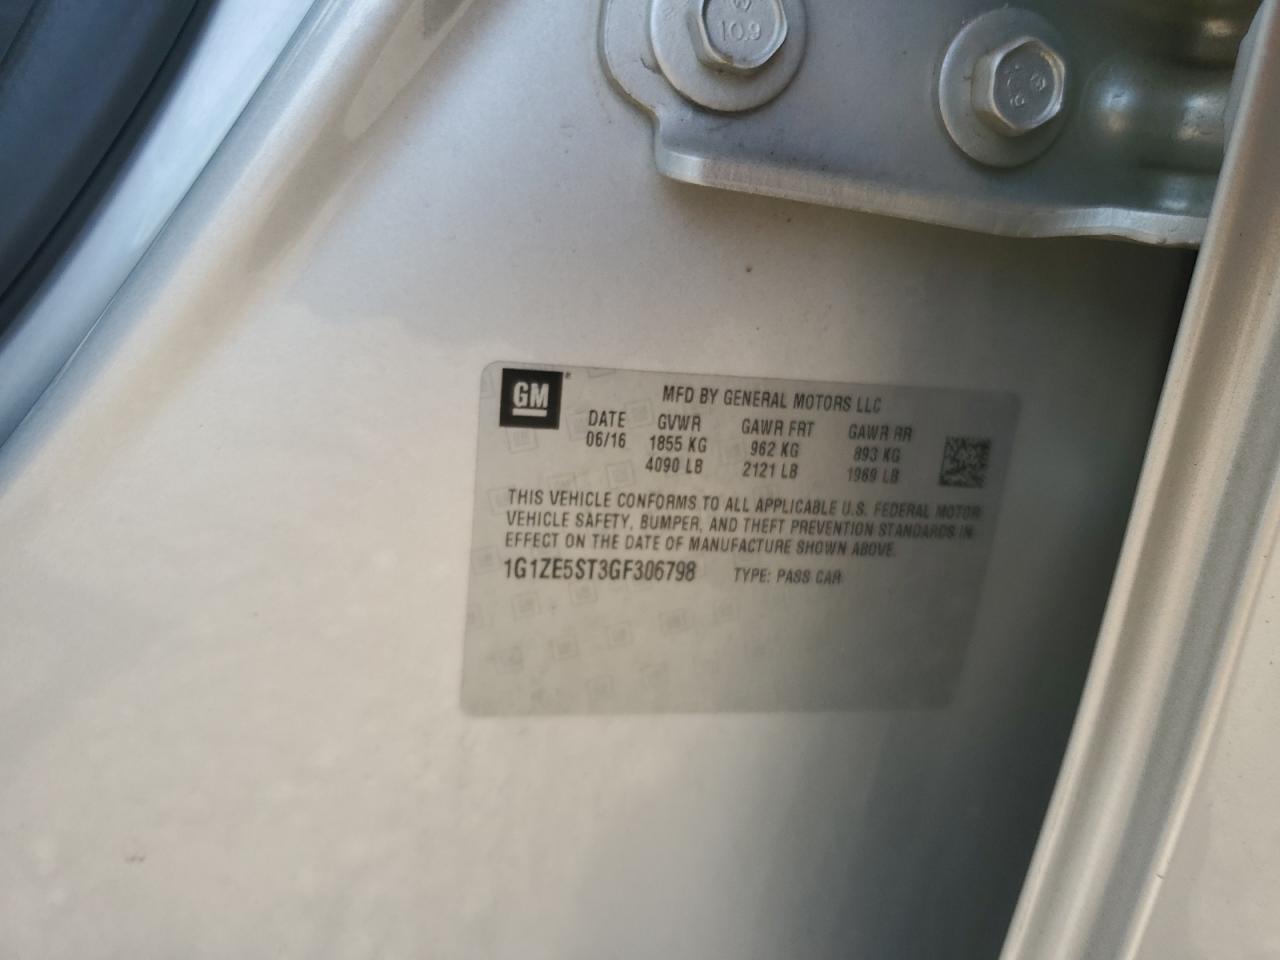 10.9
GM
MFD BY GENERAL MOTORS LLC
DATE GVWR GAWR FRT GAWR RR
06/16 1855 KG 962 KG 893 KG
4090 LB 2121 LB 1969 LB
THIS VEHICLE CONFORMS TO ALL APPLICABLE U.S. FEDERAL MOTOR
VEHICLE SAFETY, BUMPER, AND THEFT PREVENTION STANDARDS IN
EFFECT ON THE DATE OF MANUFACTURE SHOWN ABOVE.
1G1ZE5ST3GF306798 TYPE: PASS CAR